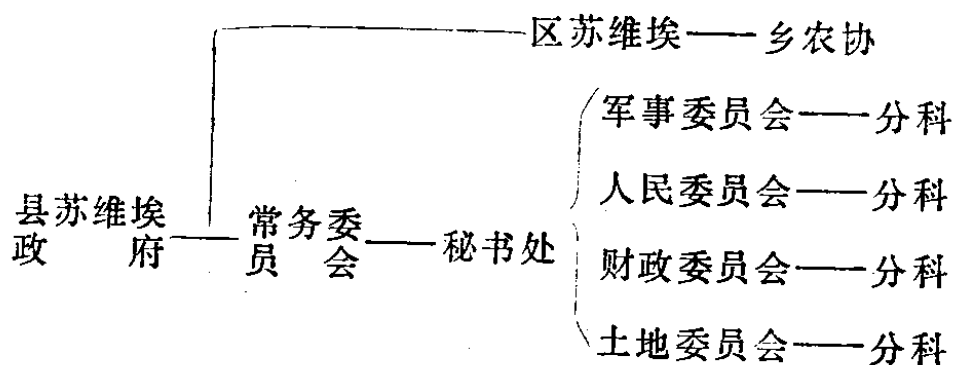 区苏维埃——乡农协
军事委员会——分科
人民委员会——分科
县苏维埃政府——常务委员会——秘书处
财政委员会——分科
土地委员会——分科